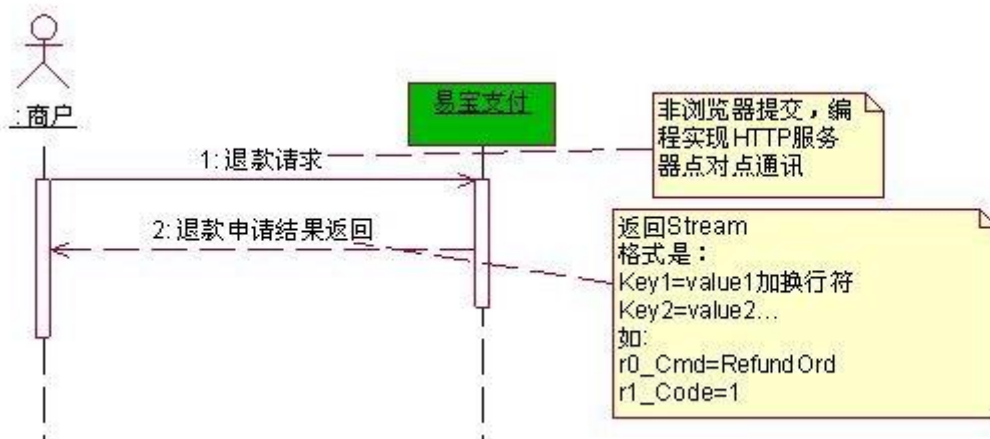 :商户
易宝支付
非浏览器提交，编
程实现HTTP服务
器点对点通讯
1:退款请求
2:退款申请结果返回
返回Stream
格式是：
Key1=value1加换行符
Key2=value2...
如:
r0_Cmd=RefundOrd
r1_Code=1